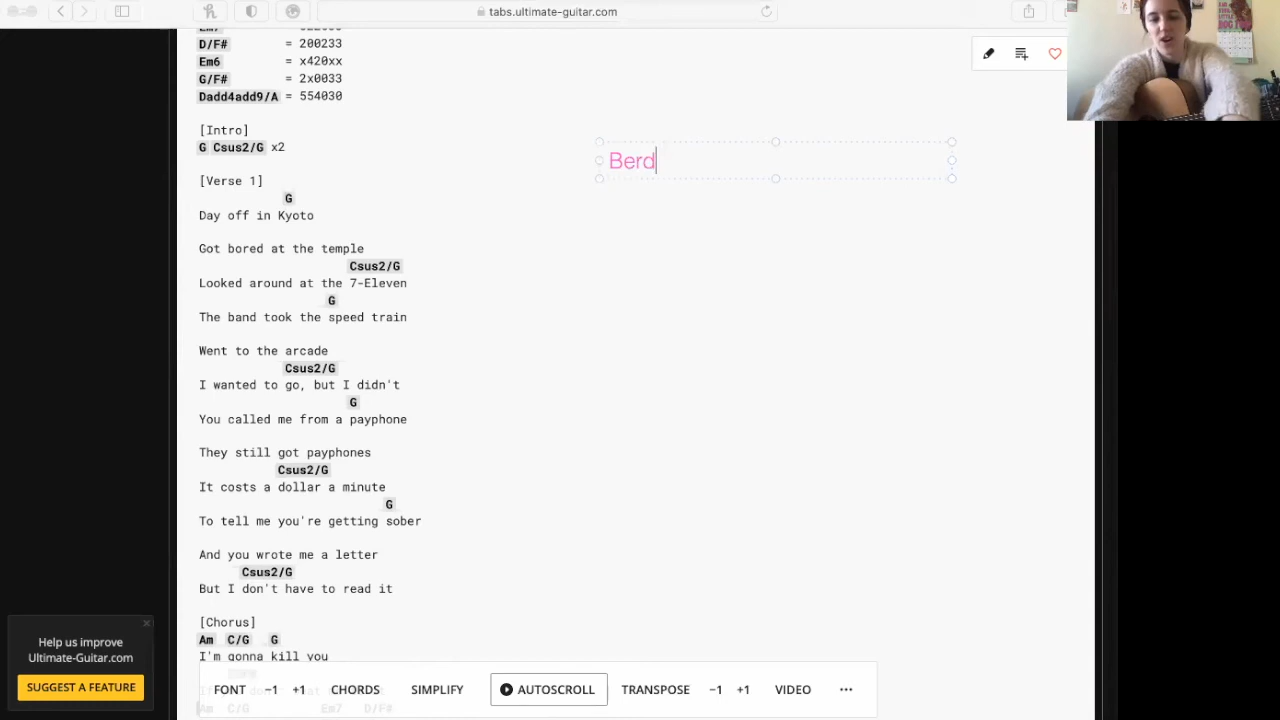 tabs.ultimate-guitar.com
D/F# = 200233
Em6 = x420xx
G/F# = 2x0033
Dadd4add9/A = 554030
[Intro]
G Csus2/G x2
Berd
[Verse 1]
G
Day off in Kyoto
Got bored at the temple
Csus2/G
Looked around at the 7-Eleven
G
The band took the speed train
Went to the arcade
Csus2/G
I wanted to go, but I didn't
G
You called me from a payphone
They still got payphones
Csus2/G
It costs a dollar a minute
G
To tell me you're getting sober
And you wrote me a letter
Csus2/G
But I don't have to read it
[Chorus]
Am C/G G
I'm gonna kill you
Am C/G Em7 D/F#
Help us improve
Ultimate-Guitar.com
SUGGEST A FEATURE
FONT −1 +1 CHORDS SIMPLIFY AUTOSCROLL TRANSPOSE −1 +1 VIDEO